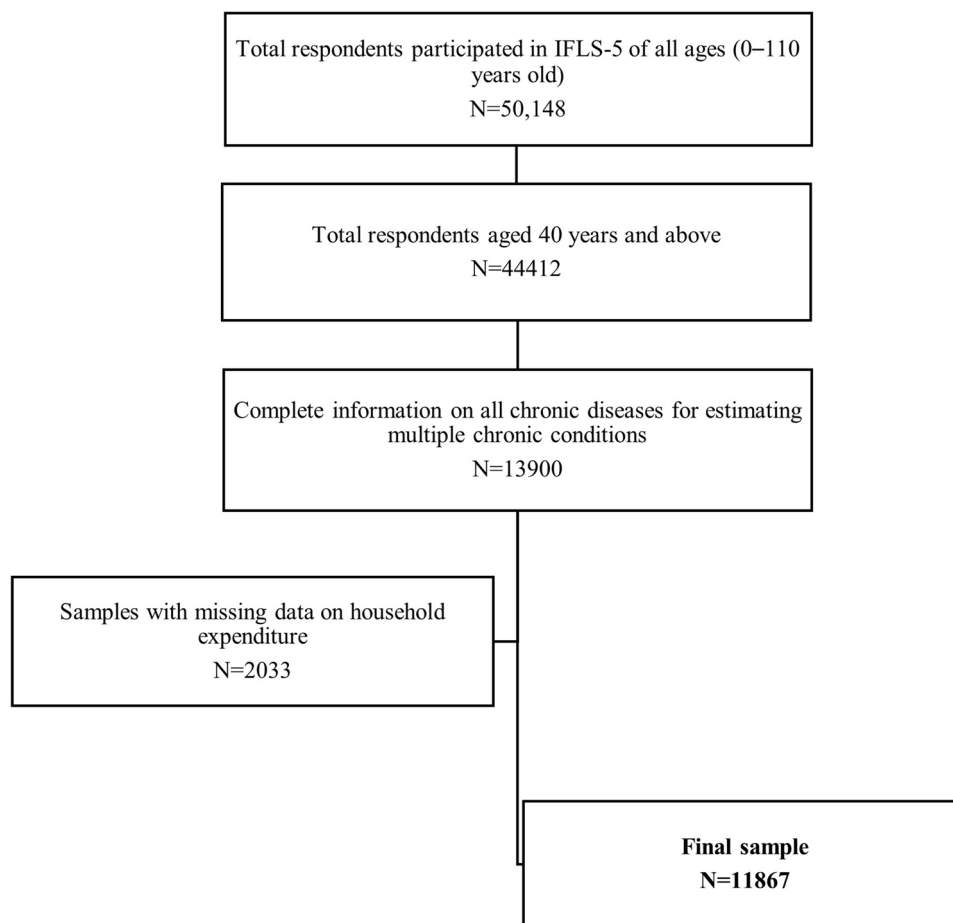 Total respondents participated in IFLS-5 of all ages (0–110
years old)
N=50,148
Total respondents aged 40 years and above
N=44412
Complete information on all chronic diseases for estimating
multiple chronic conditions
N=13900
Samples with missing data on household
expenditure
N=2033
Final sample
N=11867